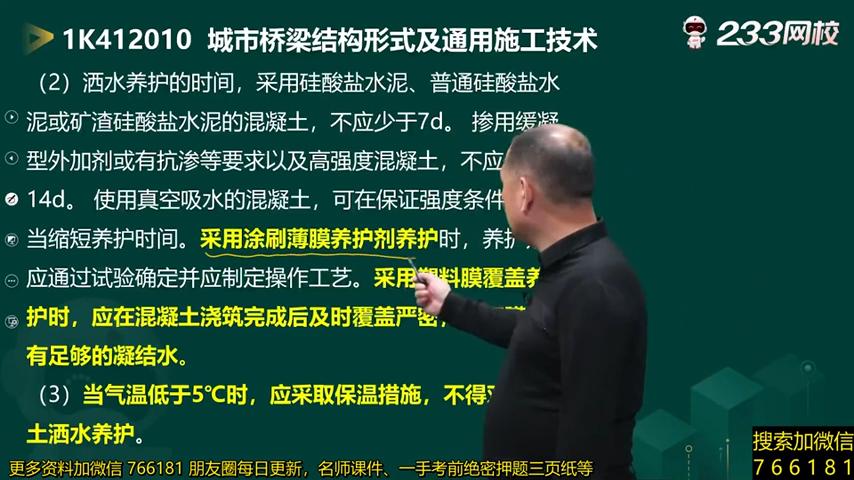 1K412010 城市桥梁结构形式及通用施工技术
233网校
（2）洒水养护的时间，采用硅酸盐水泥、普通硅酸盐水
泥或矿渣硅酸盐水泥的混凝土，不应少于7d。 掺用缓凝
型外加剂或有抗渗等要求以及高强度混凝土，不应
14d。 使用真空吸水的混凝土，可在保证强度条件
当缩短养护时间。采用涂刷薄膜养护剂养护时，养护
应通过试验确定并应制定操作工艺。采用塑料膜覆盖养
护时，应在混凝土浇筑完成后及时覆盖严密，
有足够的凝结水。
（3）当气温低于5℃时，应采取保温措施，不得
土洒水养护。
搜索加微信
766181
更多资料加微信 766181 朋友圈每日更新，名师课件、一手考前绝密押题三页纸等